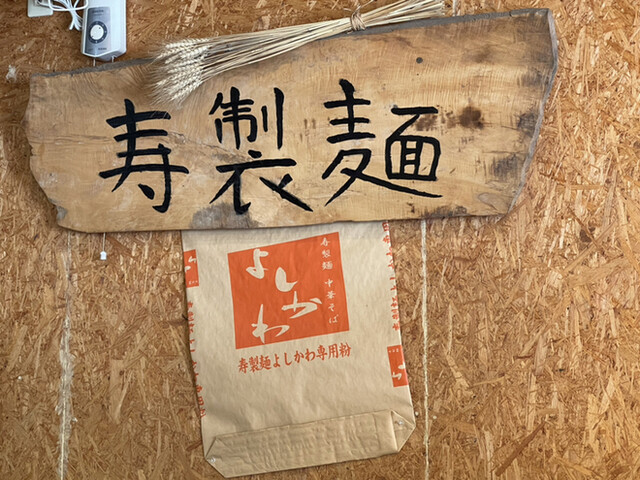 寿製麺
寿製麺 中華そば
よしかわ
寿製麺よしかわ専用粉